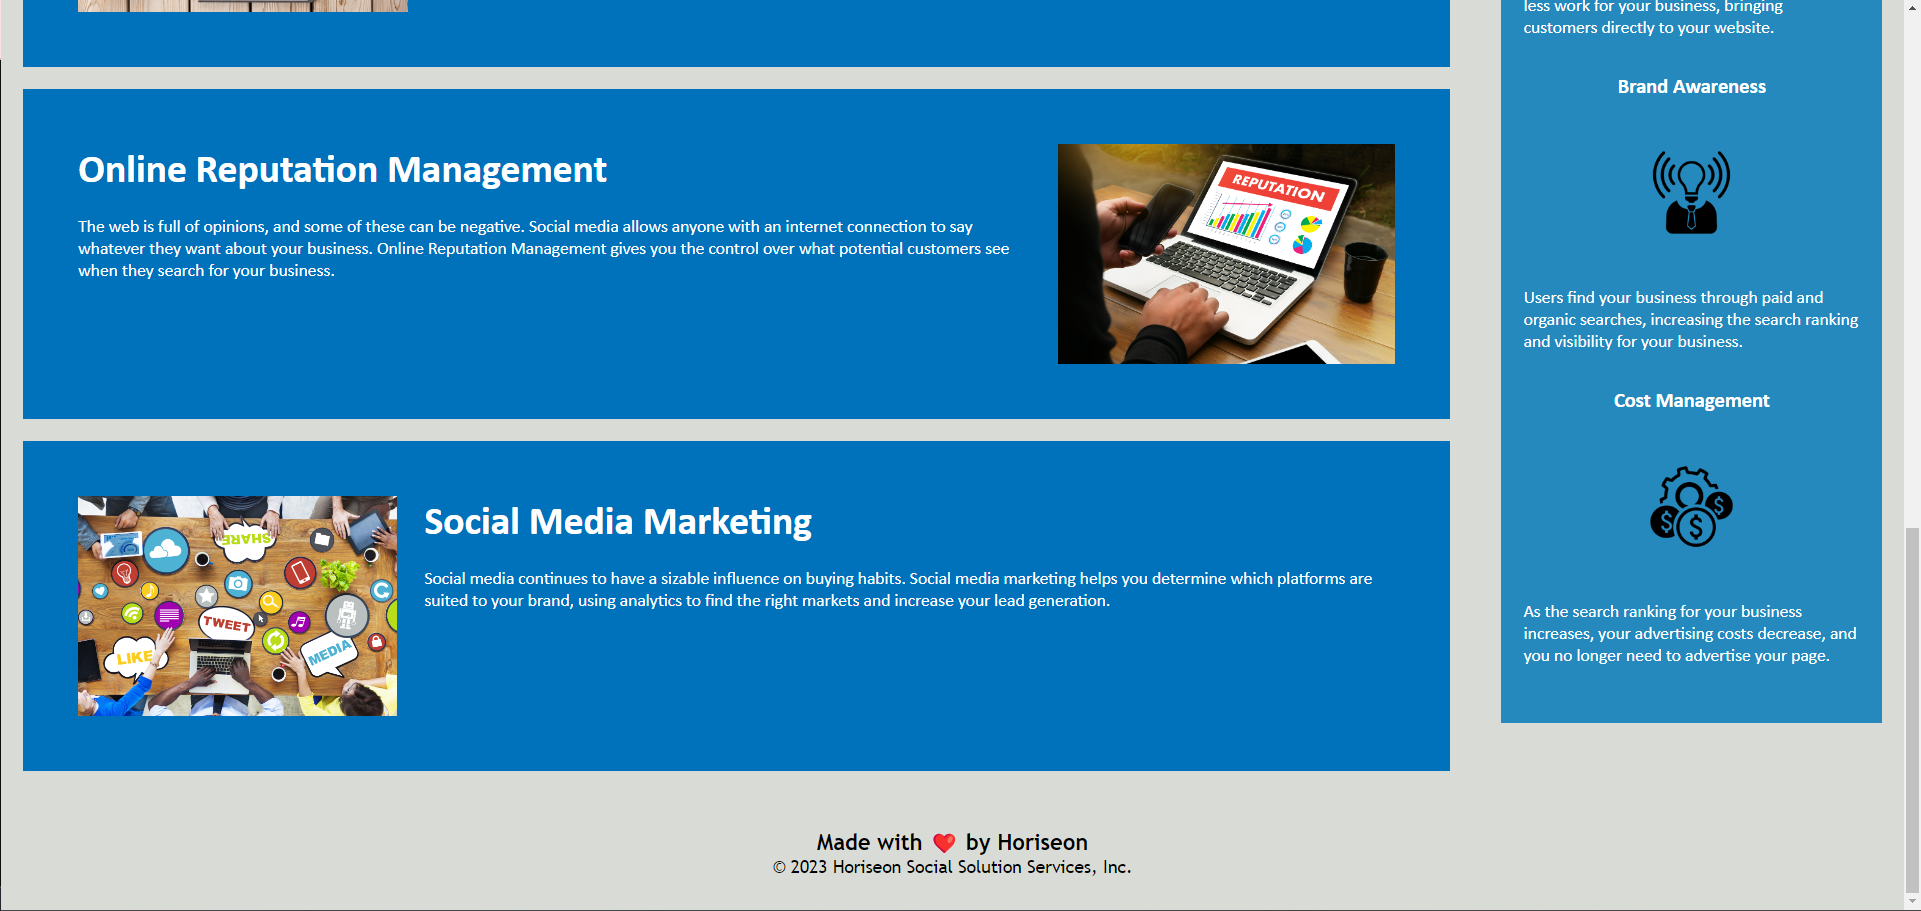 less work for your business, bringing
customers directly to your website.
Online Reputation Management
The web is full of opinions, and some of these can be negative. Social media allows anyone with an internet connection to say
whatever they want about your business. Online Reputation Management gives you the control over what potential customers see
when they search for your business.
REPUTATION
Social Media Marketing
Social media continues to have a sizable influence on buying habits. Social media marketing helps you determine which platforms are
suited to your brand, using analytics to find the right markets and increase your lead generation.
SHARE
TWEET
LIKE
MEDIA
Brand Awareness
Users find your business through paid and
organic searches, increasing the search ranking
and visibility for your business.
Cost Management
$ $ $
As the search ranking for your business
increases, your advertising costs decrease, and
you no longer need to advertise your page.
Made with ❤️ by Horiseon
© 2023 Horiseon Social Solution Services, Inc.